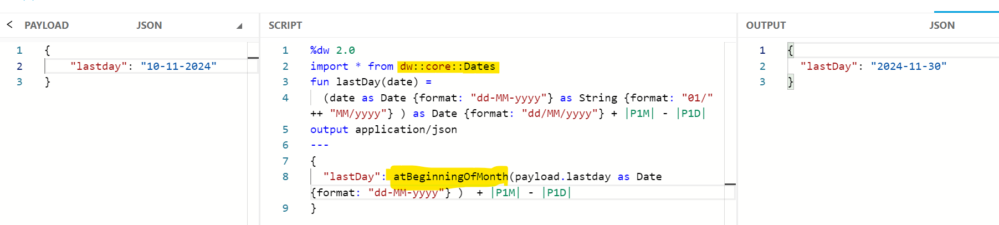 < PAYLOAD JSON
1 {
2 "lastday": "10-11-2024"
3 }
SCRIPT
1 %dw 2.0
2 import * from dw::core::Dates
3 fun lastDay(date) =
4 (date as Date {format: "dd-MM-yyyy"} as String {format: "01/"
++ "MM/yyyy"} ) as Date {format: "dd/MM/yyyy"} + |P1M| - |P1D|
5 output application/json
6 ---
7 {
8 "lastDay": atBeginningOfMonth(payload.lastday as Date
{format: "dd-MM-yyyy"} )  + |P1M| - |P1D|
9 }
OUTPUT JSON
1 {
2 "lastDay": "2024-11-30"
3 }